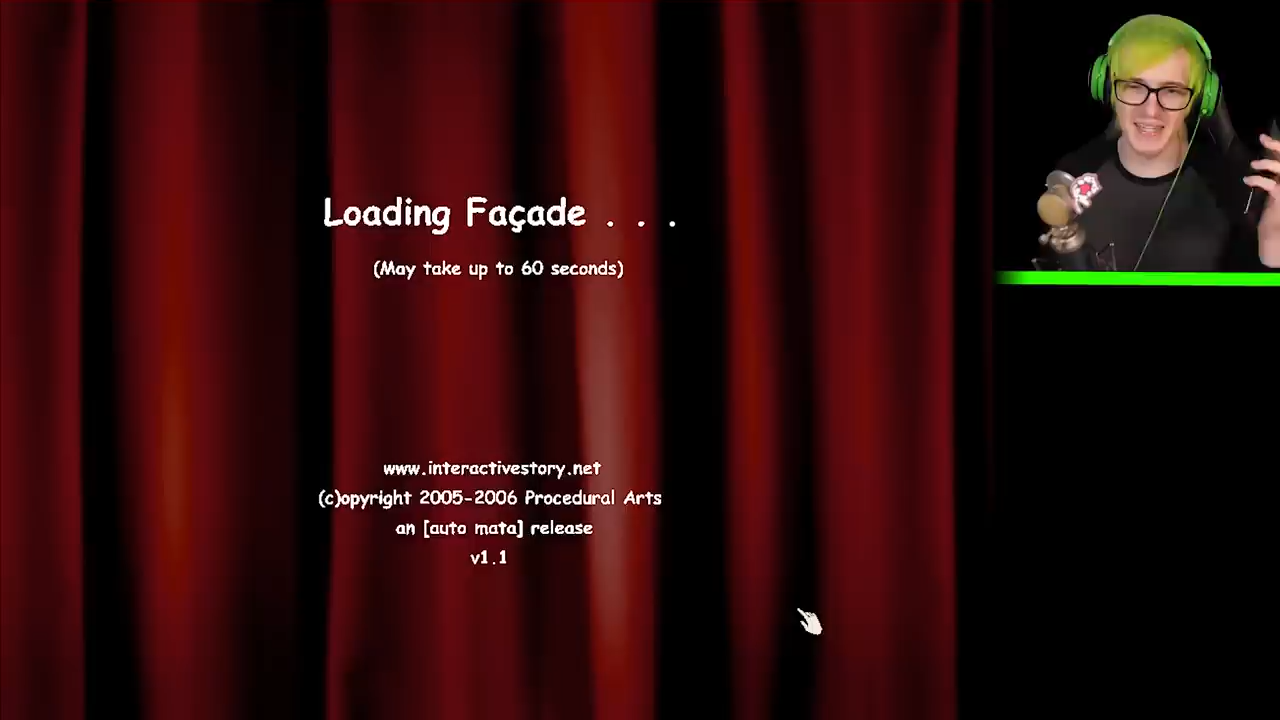 Loading Façade . . .
(May take up to 60 seconds)
www.interactivestory.net
(c)opyright 2005-2006 Procedural Arts
an [auto mata] release
v1.1